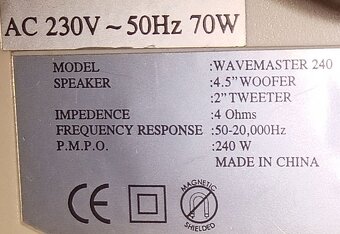 AC 230V ~ 50Hz 70W
MODEL :WAVEMASTER 240
SPEAKER :4.5" WOOFER
:2" TWEETER
IMPEDENCE :4 Ohms
FREQUENCY RESPONSE :50-20,000Hz
P.M.P.O. :240 W
MADE IN CHINA
CE
MAGNETIC
SHIELDED